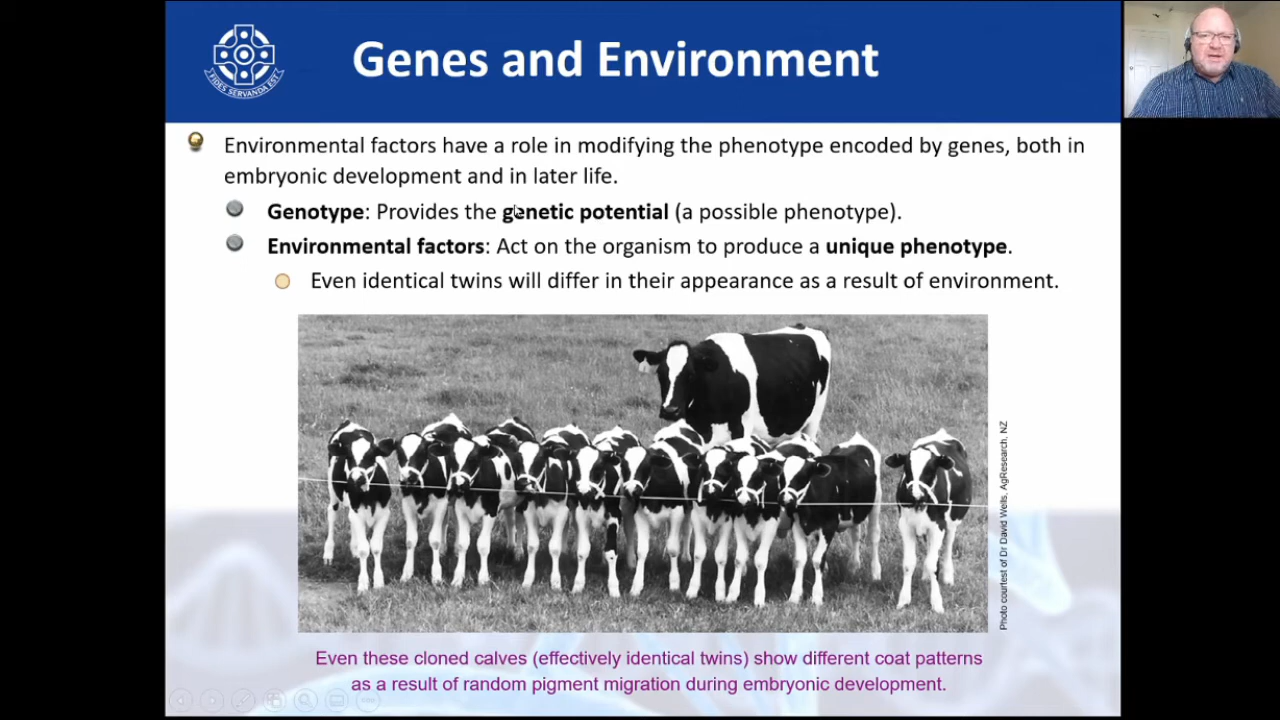 Genes and Environment
FIDES SERVANDA EST
Environmental factors have a role in modifying the phenotype encoded by genes, both in
embryonic development and in later life.
Genotype: Provides the genetic potential (a possible phenotype).
Environmental factors: Act on the organism to produce a unique phenotype.
Even identical twins will differ in their appearance as a result of environment.
Photo courtesy of Dr David Wells, AgResearch, NZ
Even these cloned calves (effectively identical twins) show different coat patterns
as a result of random pigment migration during embryonic development.